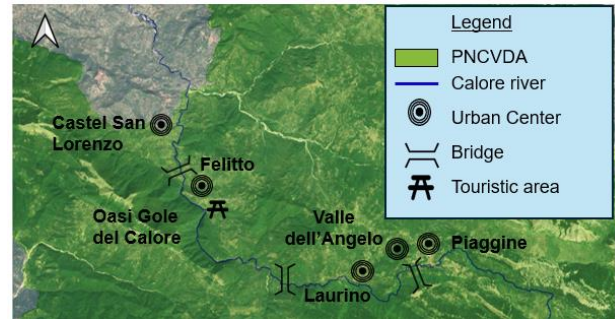 Legend
PNCVDA
Calore river
Urban Center
Bridge
Touristic area
Castel San
Lorenzo
Felitto
Oasi Gole
del Calore
Valle
dell'Angelo
Piaggine
Laurino